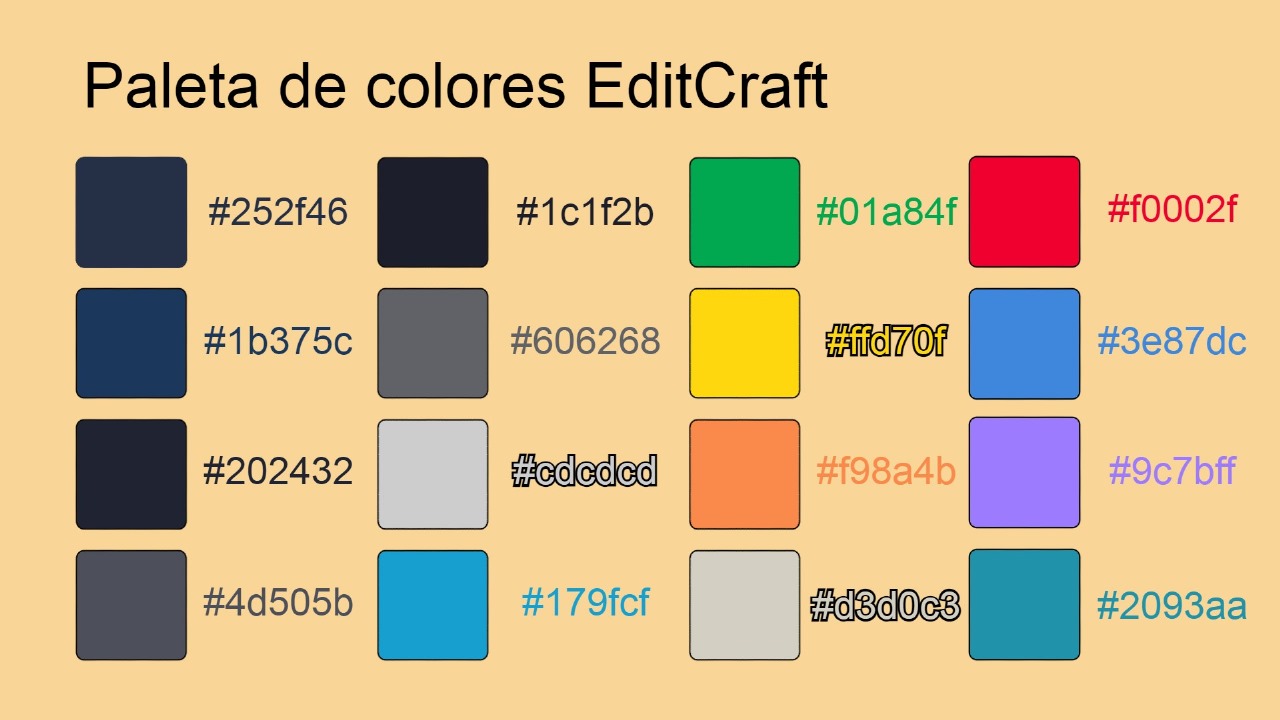 Paleta de colores EditCraft
#252f46 #1c1f2b #01a84f #f0002f
#1b375c #606268 #ffd70f #3e87dc
#202432 #cdcdcd #f98a4b #9c7bff
#4d505b #179fcf #d3d0c3 #2093aa